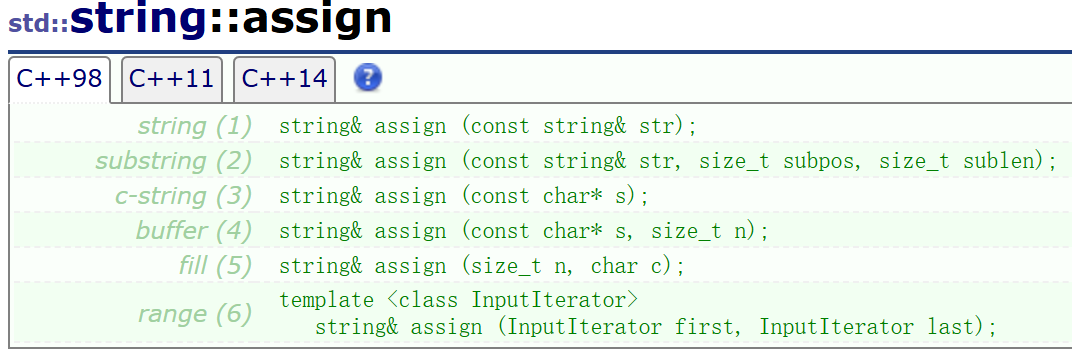 std::string::assign
C++98 C++11 C++14 ?
string (1) string& assign (const string& str);
substring (2) string& assign (const string& str, size_t subpos, size_t sublen);
c-string (3) string& assign (const char* s);
buffer (4) string& assign (const char* s, size_t n);
fill (5) string& assign (size_t n, char c);
range (6) template <class InputIterator>
string& assign (InputIterator first, InputIterator last);